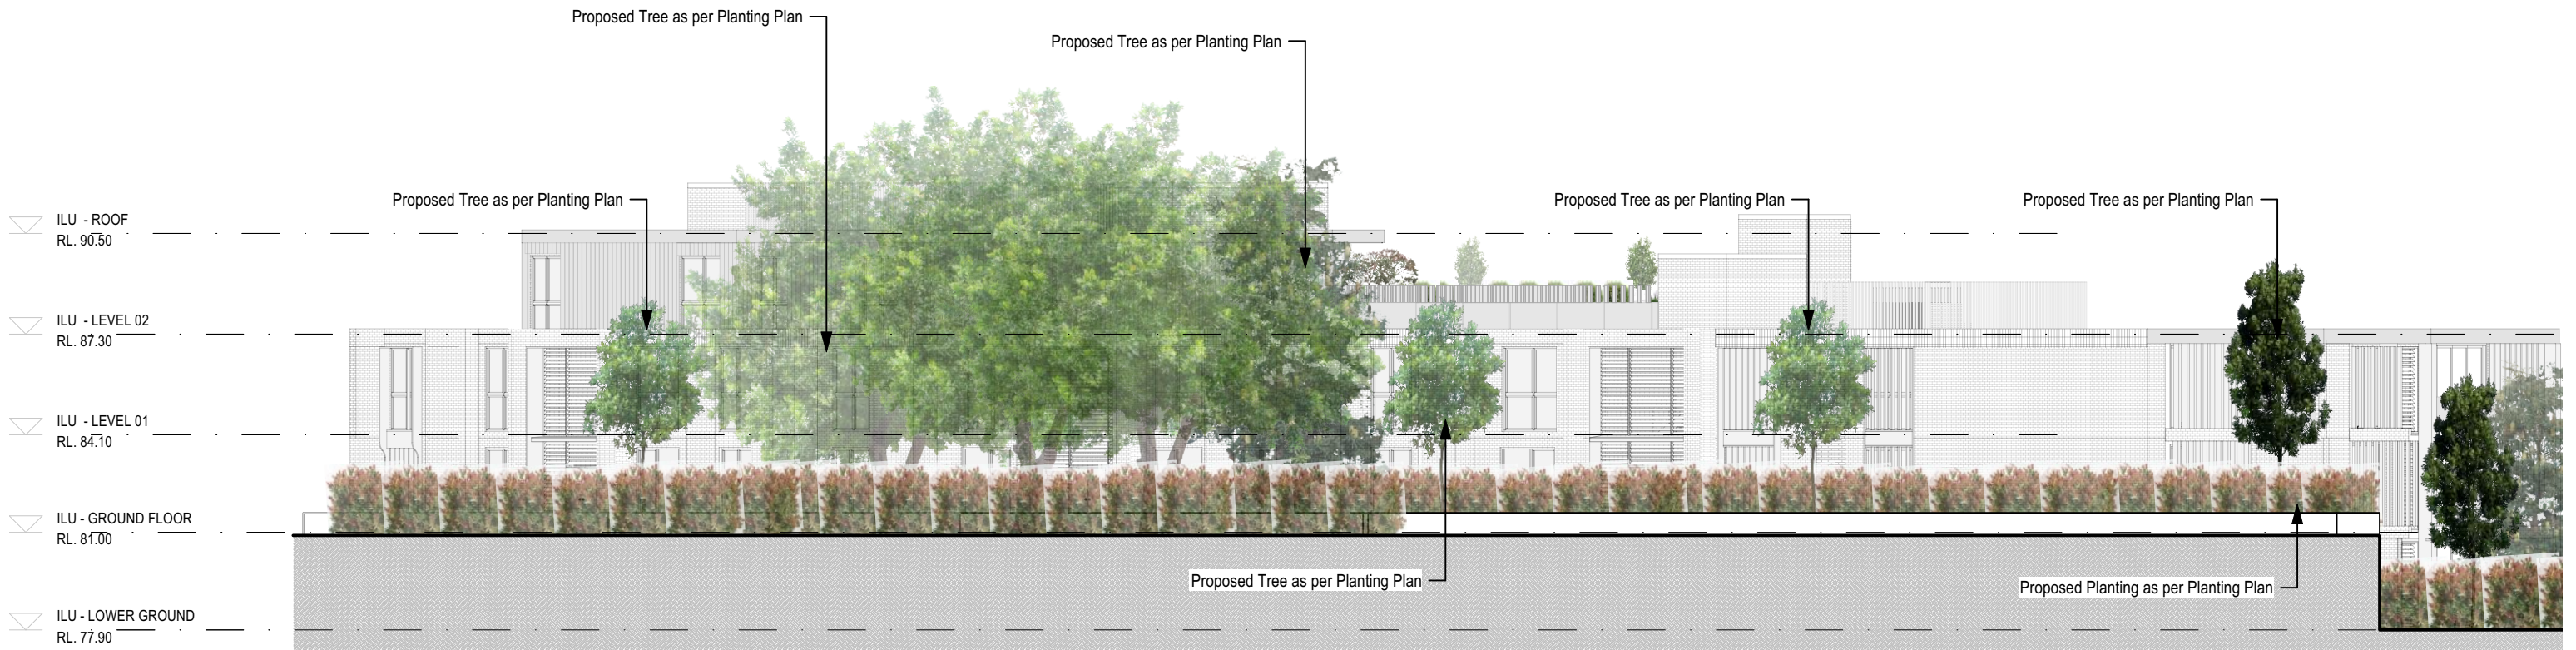 Proposed Tree as per Planting Plan
Proposed Tree as per Planting Plan
Proposed Tree as per Planting Plan
Proposed Tree as per Planting Plan
Proposed Tree as per Planting Plan
ILU - ROOF
RL. 90.50
ILU - LEVEL 02
RL. 87.30
ILU - LEVEL 01
RL. 84.10
ILU - GROUND FLOOR
RL. 81.00
Proposed Tree as per Planting Plan
Proposed Planting as per Planting Plan
ILU - LOWER GROUND
RL. 77.90